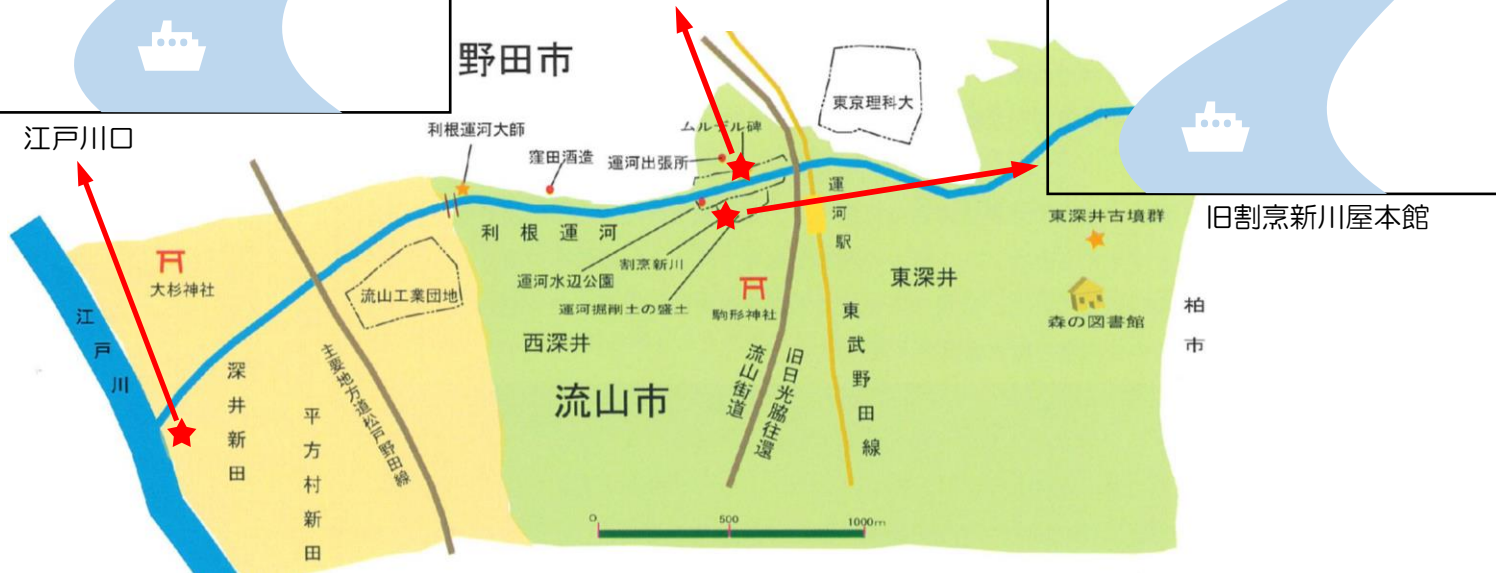 野田市
江戸川口
利根運河大師
窪田酒造
運河出張所
ムルデル碑
東京理科大
旧割烹新川屋本館
東深井古墳群
森の図書館
柏市
運河駅
東深井
利根運河
割烹新川
運河水辺公園
運河掘削土の盛土
駒形神社
大杉神社
流山工業団地
江戸川
西深井
流山市
深井新田
平方村新田
主要地方道松戸野田線
流山街道
旧日光脇往還
東武野田線
0 500 1000m